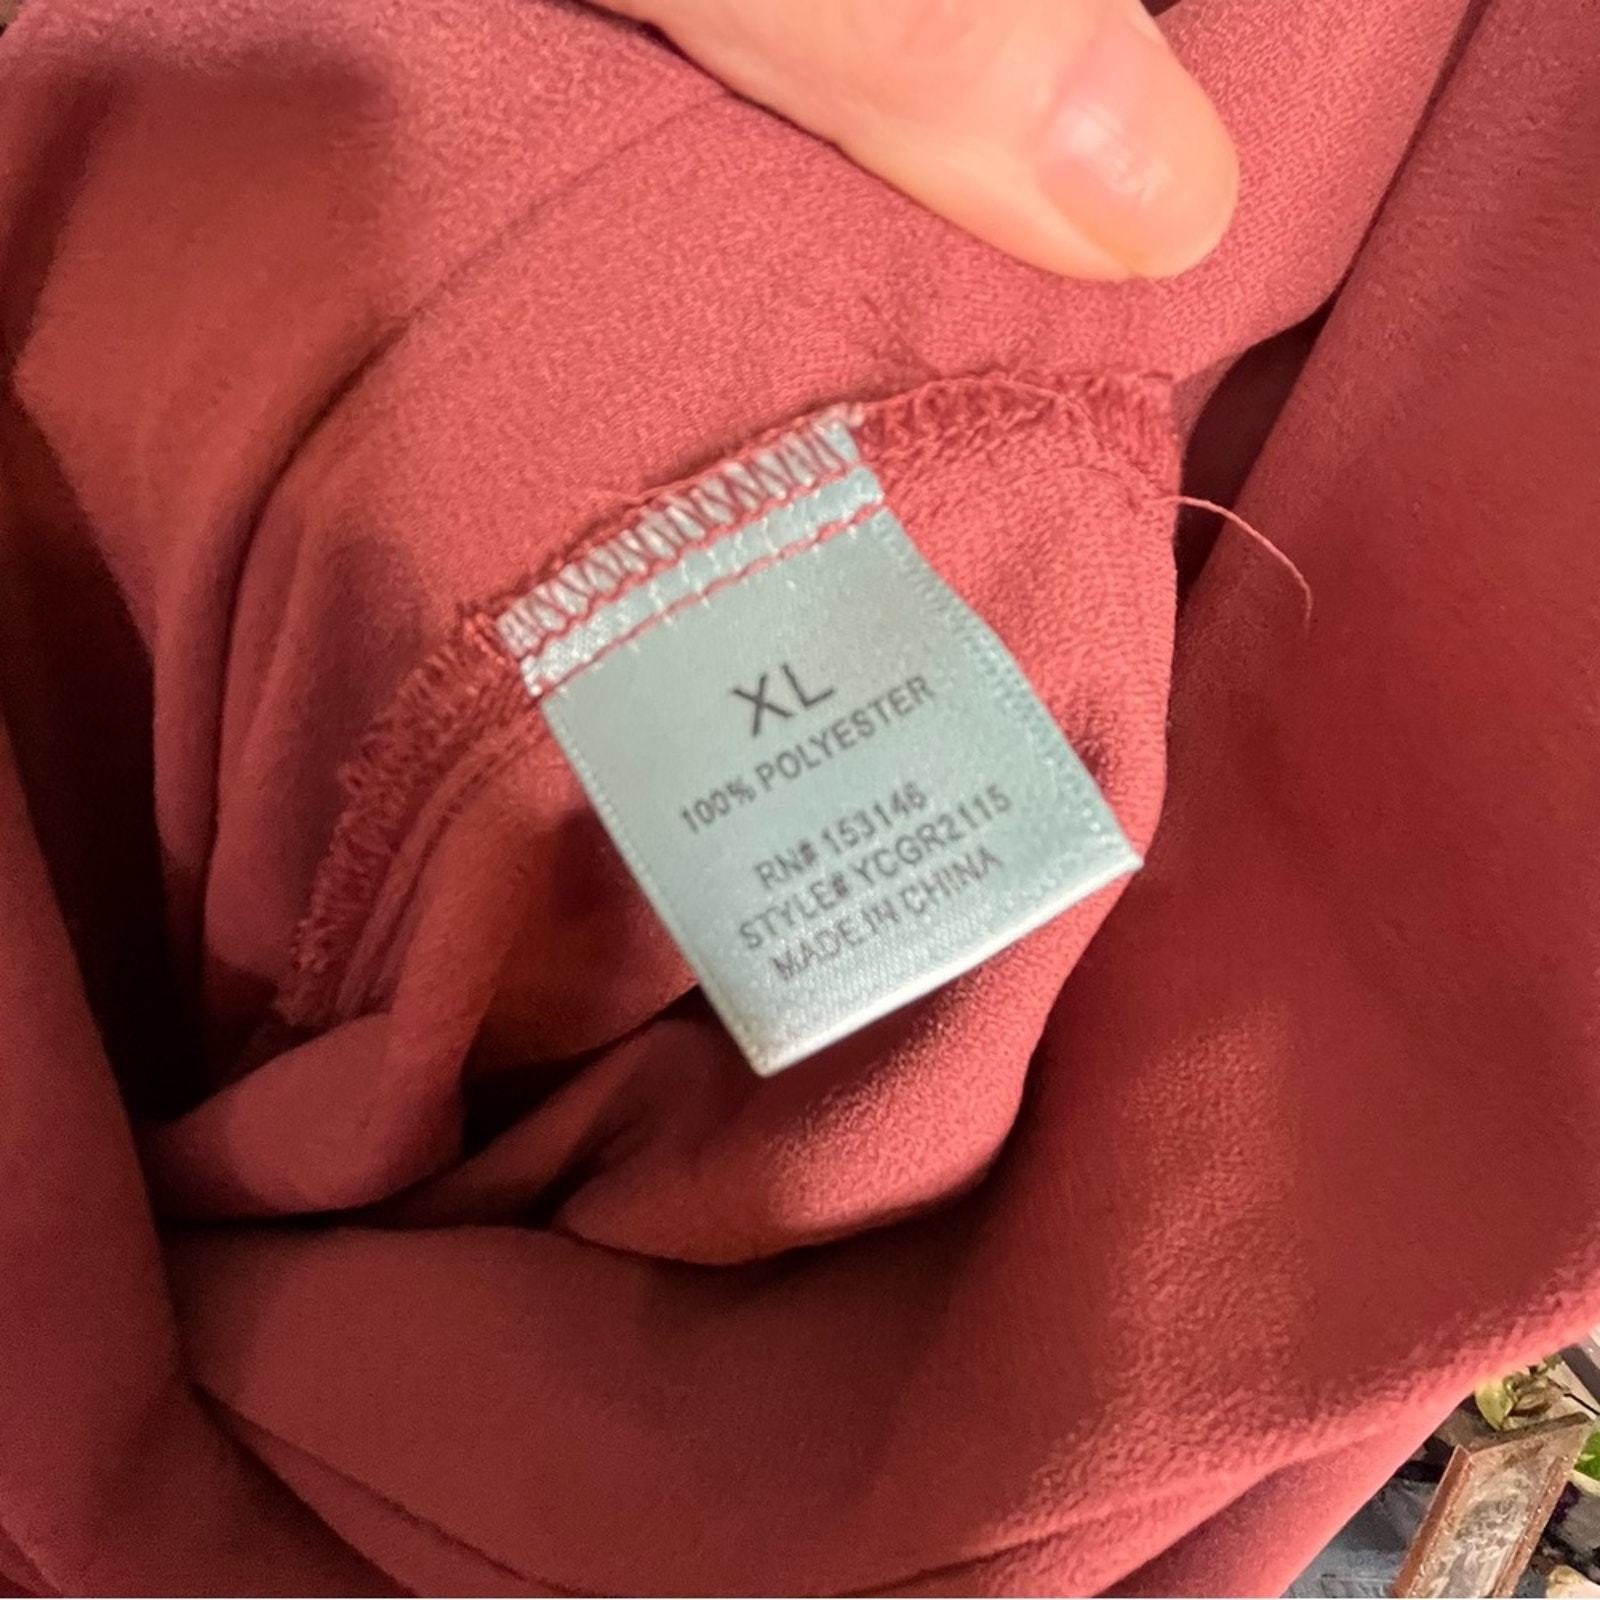 XL
100% POLYESTER
RN# 153146
STYLE# YCGR2115
MADE IN CHINA